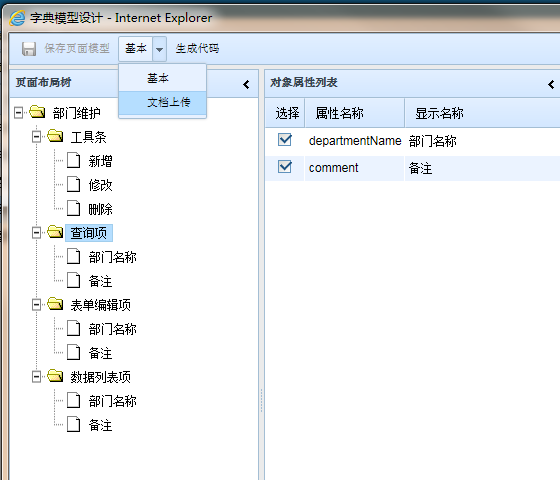 字典模型设计 - Internet Explorer
保存页面模型 基本 生成代码
基本
文档上传
页面布局树
部门维护
工具条
新增
修改
删除
查询项
部门名称
备注
表单编辑项
部门名称
备注
数据列表项
部门名称
备注
对象属性列表
选择 属性名称 显示名称
departmentName 部门名称
comment 备注